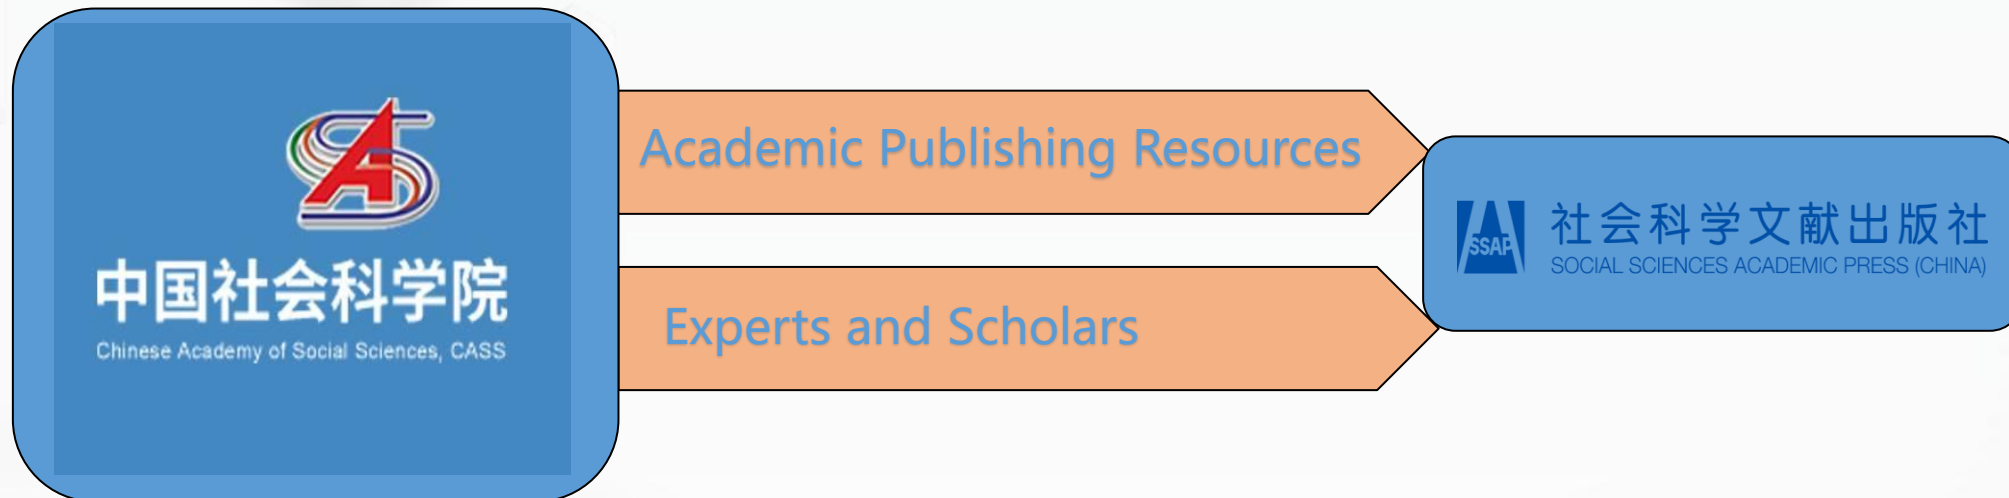 中国社会科学院
Chinese Academy of Social Sciences, CASS
Academic Publishing Resources
Experts and Scholars
SSAP
社会科学文献出版社
SOCIAL SCIENCES ACADEMIC PRESS (CHINA)